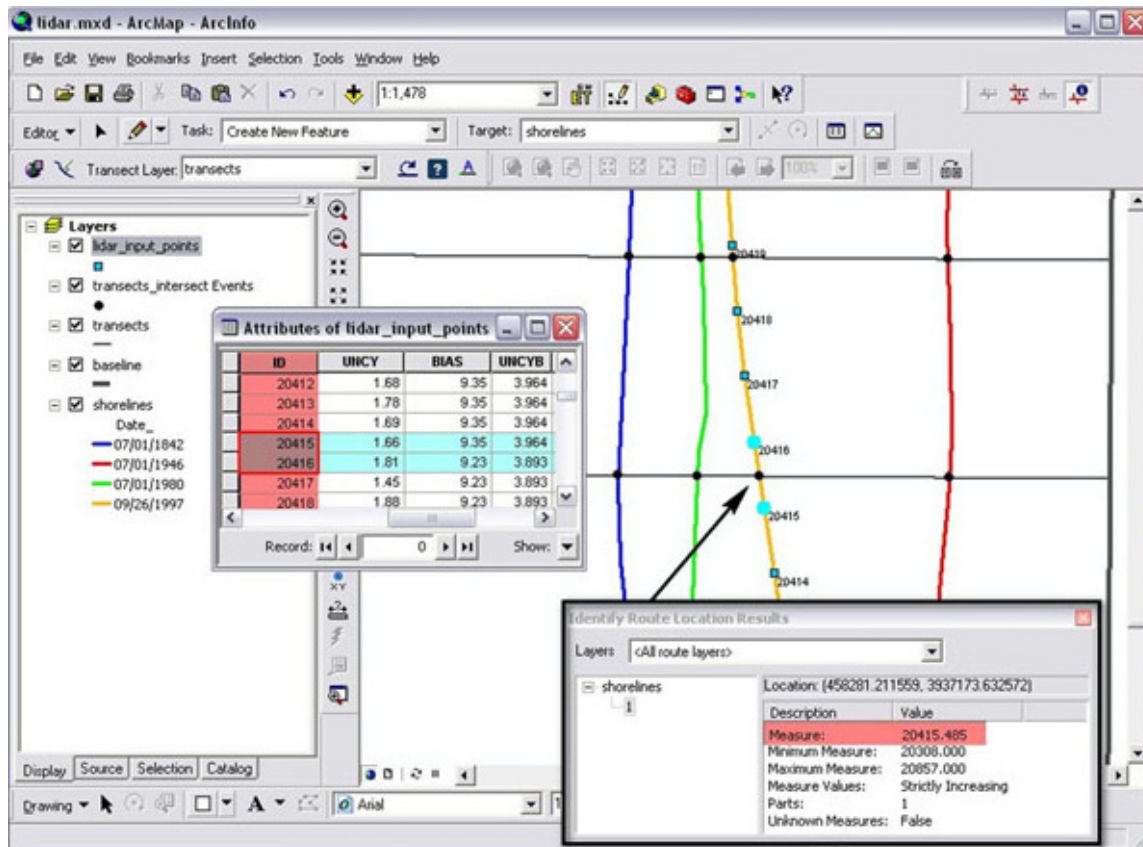 lidar.mxd - ArcMap - ArcInfo
File Edit View Bookmarks Insert Selection Tools Window Help
1:1,478
Editor Task: Create New Feature Target: shorelines
Transect Layer: transects
100%
Layers
lidar_input_points
transects_intersect Events
transects
baseline
shorelines
Date_
07/01/1842
07/01/1946
07/01/1980
09/26/1997
Attributes of lidar_input_points
ID UNCY BIAS UNCYB
20412 1.68 9.35 3.964
20413 1.78 9.35 3.964
20414 1.69 9.35 3.964
20415 1.66 9.35 3.964
20416 1.81 9.23 3.893
20417 1.45 9.23 3.893
20418 1.88 9.23 3.893
Record: 0 Show:
20419
20418
20417
20416
20415
20414
XY
Identify Route Location Results
Layers <All route layers>
shorelines
1
Location: (458281.211559, 3937173.632572)
Description Value
Measure: 20415.485
Minimum Measure: 20308.000
Maximum Measure: 20857.000
Measure Values: Strictly Increasing
Parts: 1
Unknown Measures: False
Display Source Selection Catalog
Drawing A Arial